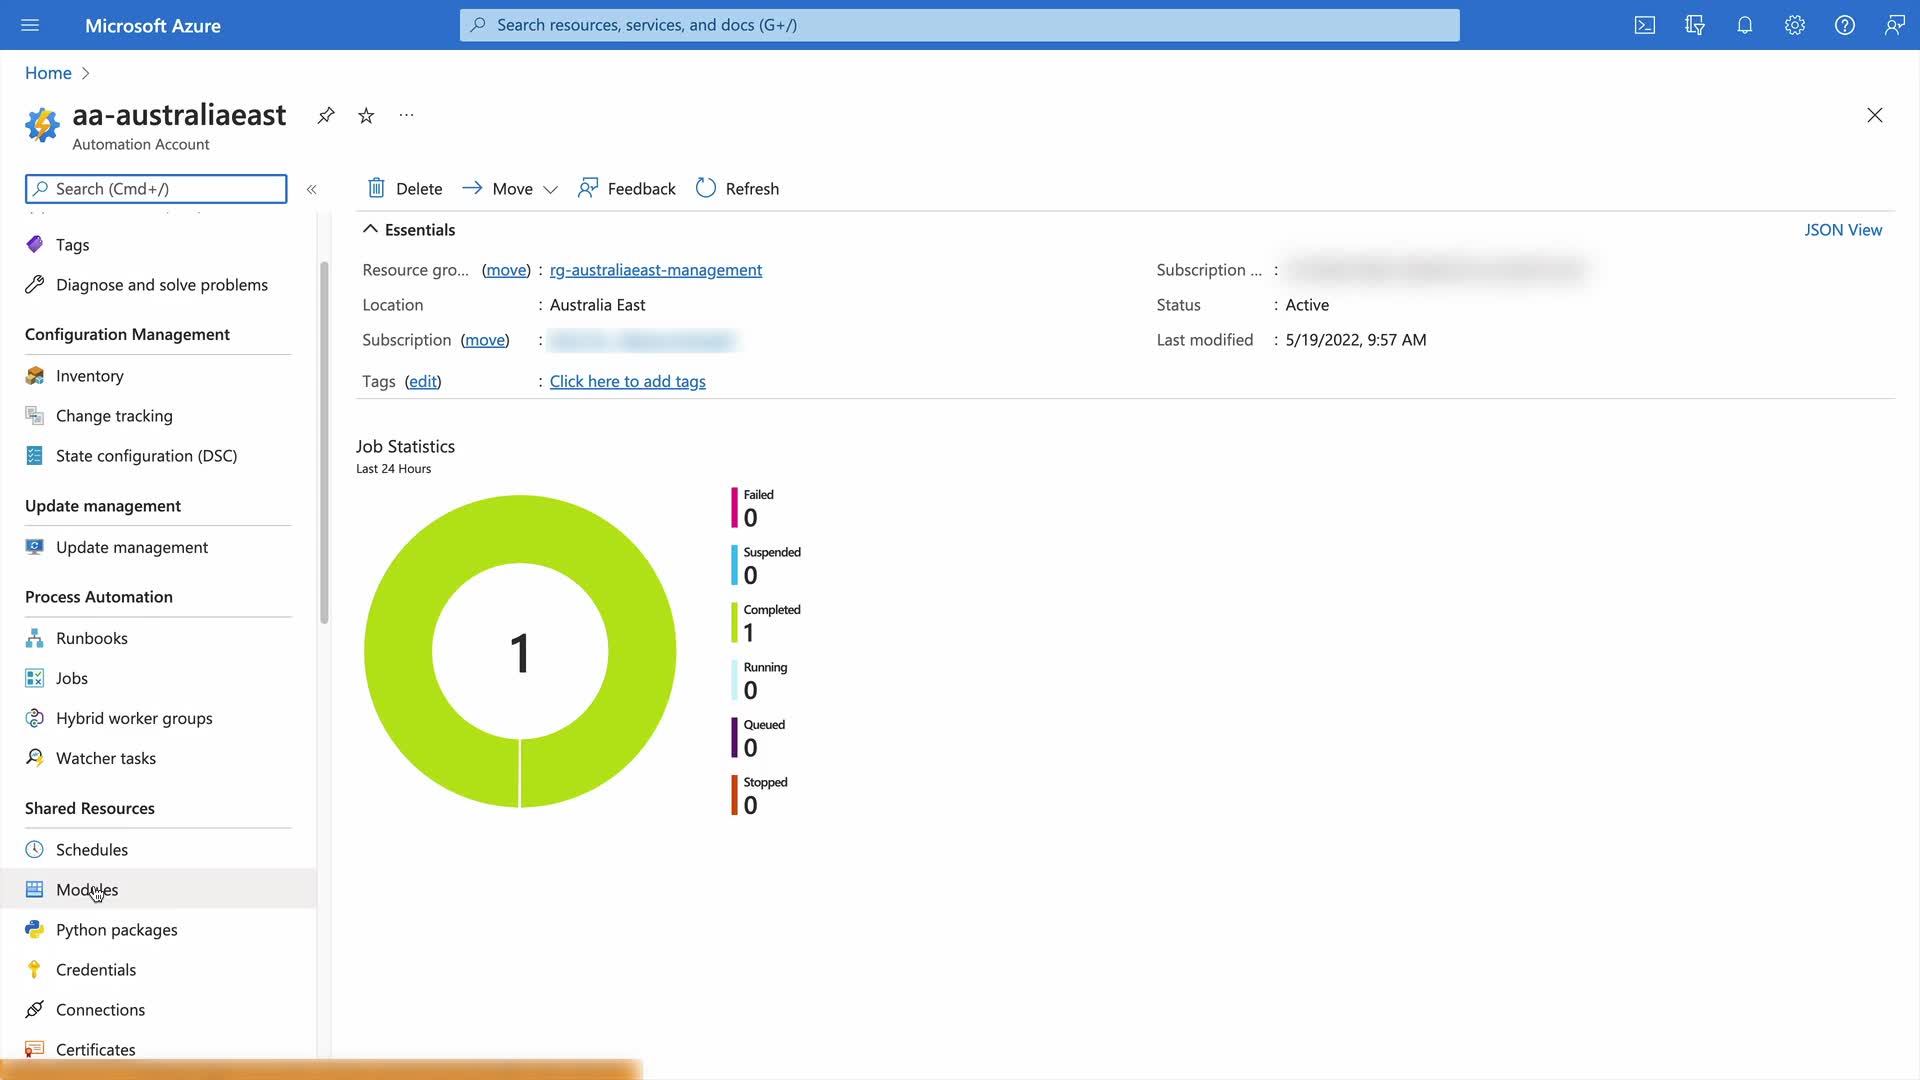 Microsoft Azure
Search resources, services, and docs (G+/)
Home
aa-australiaeast
Automation Account
Search (Cmd+/)
Tags
Diagnose and solve problems
Configuration Management
Inventory
Change tracking
State configuration (DSC)
Update management
Update management
Process Automation
Runbooks
Jobs
Hybrid worker groups
Watcher tasks
Shared Resources
Schedules
Modules
Python packages
Credentials
Connections
Certificates
Delete Move Feedback Refresh
Essentials
JSON View
Resource gro... (move) : rg-australiaeast-management
Location : Australia East
Subscription (move) :
Tags (edit) : Click here to add tags
Subscription ... :
Status : Active
Last modified : 5/19/2022, 9:57 AM
Job Statistics
Last 24 Hours
1
Failed
0
Suspended
0
Completed
1
Running
0
Queued
0
Stopped
0